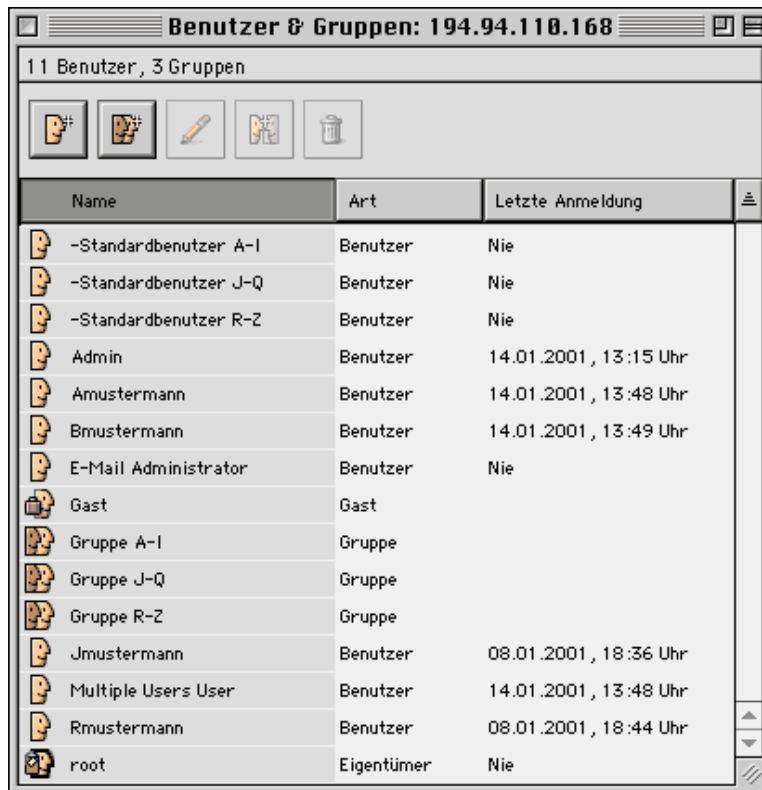 Benutzer & Gruppen: 194.94.110.168
11 Benutzer, 3 Gruppen
Name Art Letzte Anmeldung
-Standardbenutzer A-I Benutzer Nie
-Standardbenutzer J-Q Benutzer Nie
-Standardbenutzer R-Z Benutzer Nie
Admin Benutzer 14.01.2001, 13:15 Uhr
Amustermann Benutzer 14.01.2001, 13:48 Uhr
Bmustermann Benutzer 14.01.2001, 13:49 Uhr
E-Mail Administrator Benutzer Nie
Gast Gast
Gruppe A-I Gruppe
Gruppe J-Q Gruppe
Gruppe R-Z Gruppe
Jmustermann Benutzer 08.01.2001, 18:36 Uhr
Multiple Users User Benutzer 14.01.2001, 13:48 Uhr
Rmustermann Benutzer 08.01.2001, 18:44 Uhr
root Eigentümer Nie